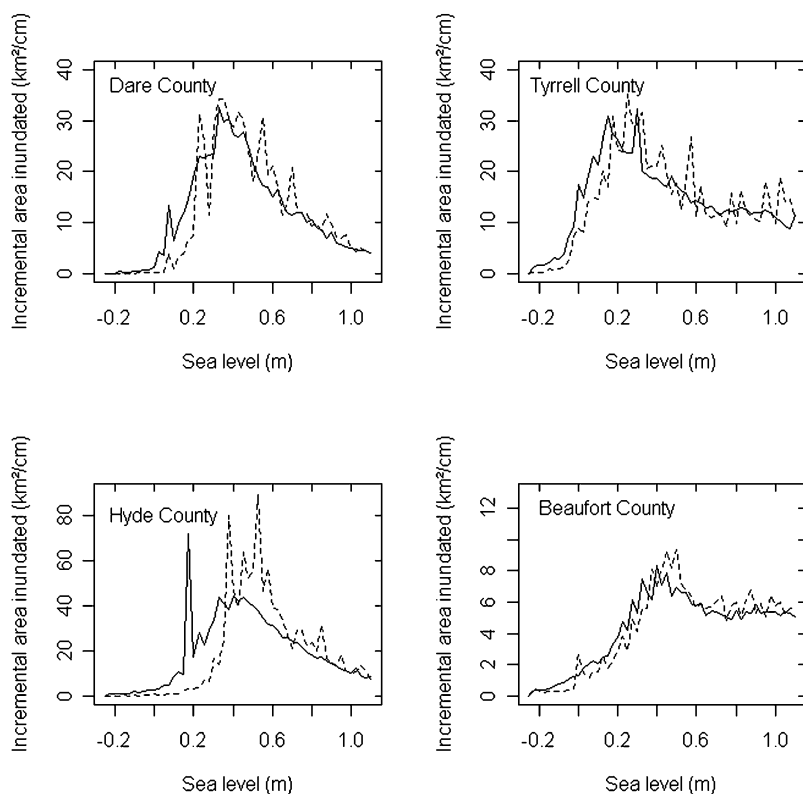 Dare County
Incremental area inundated (km²/cm)
40
30
20
10
0
-0.2 0.2 0.6 1.0
Sea level (m)
Tyrrell County
Incremental area inundated (km²/cm)
40
30
20
10
0
-0.2 0.2 0.6 1.0
Sea level (m)
Hyde County
Incremental area inundated (km²/cm)
80
60
40
20
0
-0.2 0.2 0.6 1.0
Sea level (m)
Beaufort County
Incremental area inundated (km²/cm)
12
8
6
4
2
0
-0.2 0.2 0.6 1.0
Sea level (m)